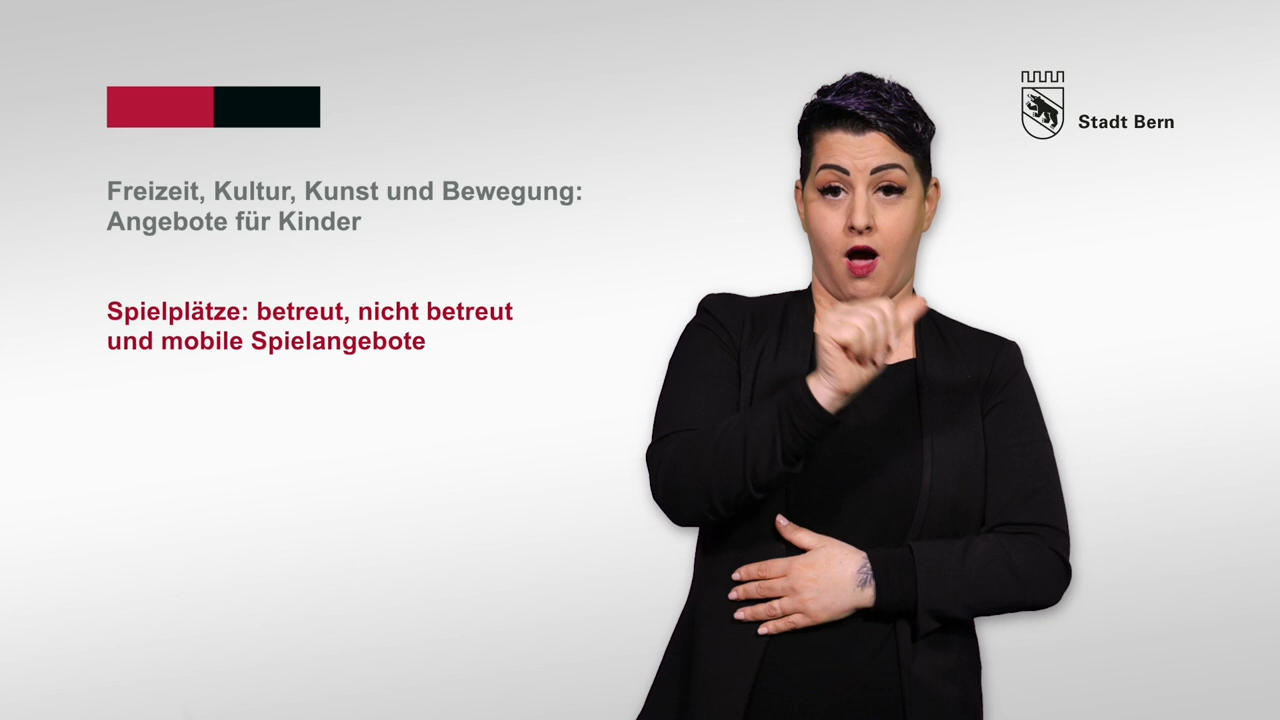 Stadt Bern
Freizeit, Kultur, Kunst und Bewegung:
Angebote für Kinder
Spielplätze: betreut, nicht betreut
und mobile Spielangebote